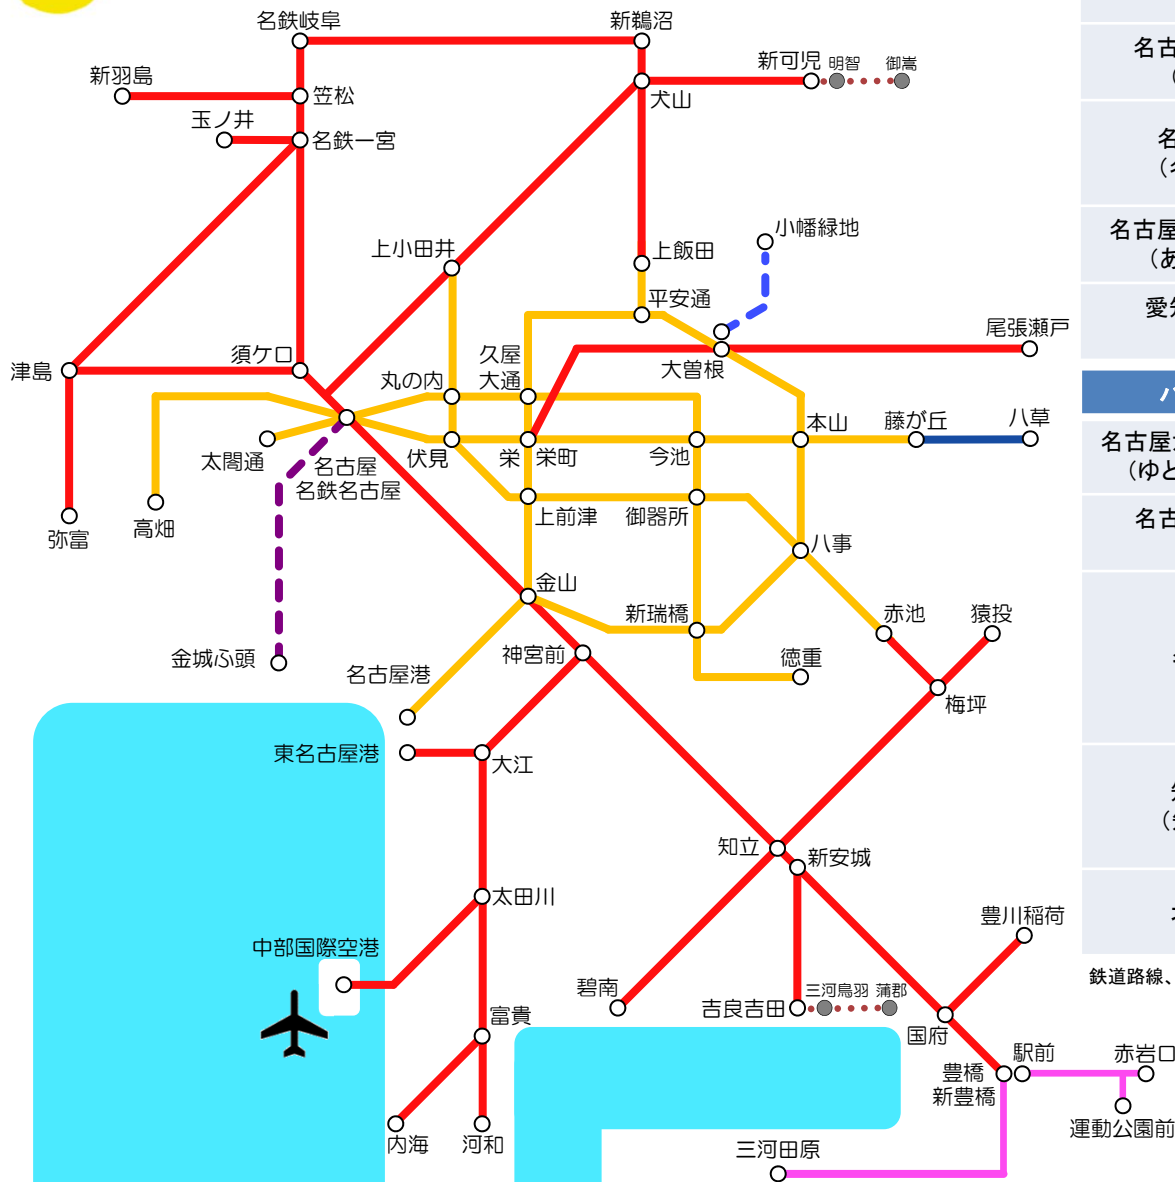 名鉄岐阜
新鵜沼
新可児
明智
御嵩
新羽島
笠松
犬山
玉ノ井
名鉄一宮
小幡緑地
上小田井
上飯田
平安通
尾張瀬戸
須ケ口
久屋
大通
大曽根
津島
丸の内
本山
藤が丘
八草
太閤通
名古屋
名鉄名古屋
伏見
栄
栄町
今池
弥富
高畑
上前津
御器所
八事
金山
新瑞橋
赤池
猿投
金城ふ頭
名古屋港
神宮前
徳重
梅坪
東名古屋港
大江
知立
新安城
太田川
豊川稲荷
中部国際空港
碧南
吉良吉田
三河鳥羽
蒲郡
富貴
国府
豊橋
新豊橋
駅前
赤岩口
運動公園前
内海
河和
三河田原
名古
(
名
(名
名古屋
(あ
愛知
バ
名古屋
(ゆと
名古
鉄道路線、